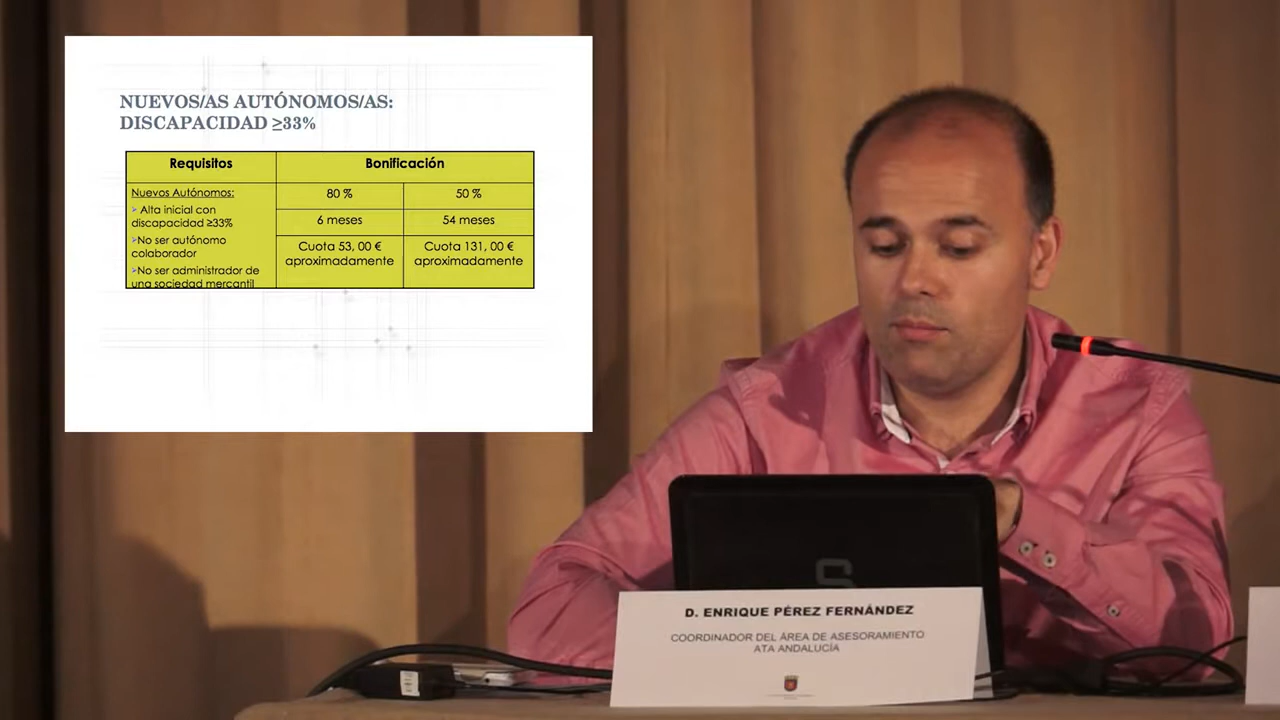 NUEVOS/AS AUTÓNOMOS/AS:
DISCAPACIDAD ≥33%
Requisitos
Bonificación
Nuevos Autónomos:
Alta inicial con
discapacidad ≥33%
No ser autónomo
colaborador
No ser administrador de
una sociedad mercantil
80 %
50 %
6 meses
54 meses
Cuota 53, 00 €
aproximadamente
Cuota 131, 00 €
aproximadamente
D. ENRIQUE PÉREZ FERNÁNDEZ
COORDINADOR DEL ÁREA DE ASESORAMIENTO
ATA ANDALUCÍA